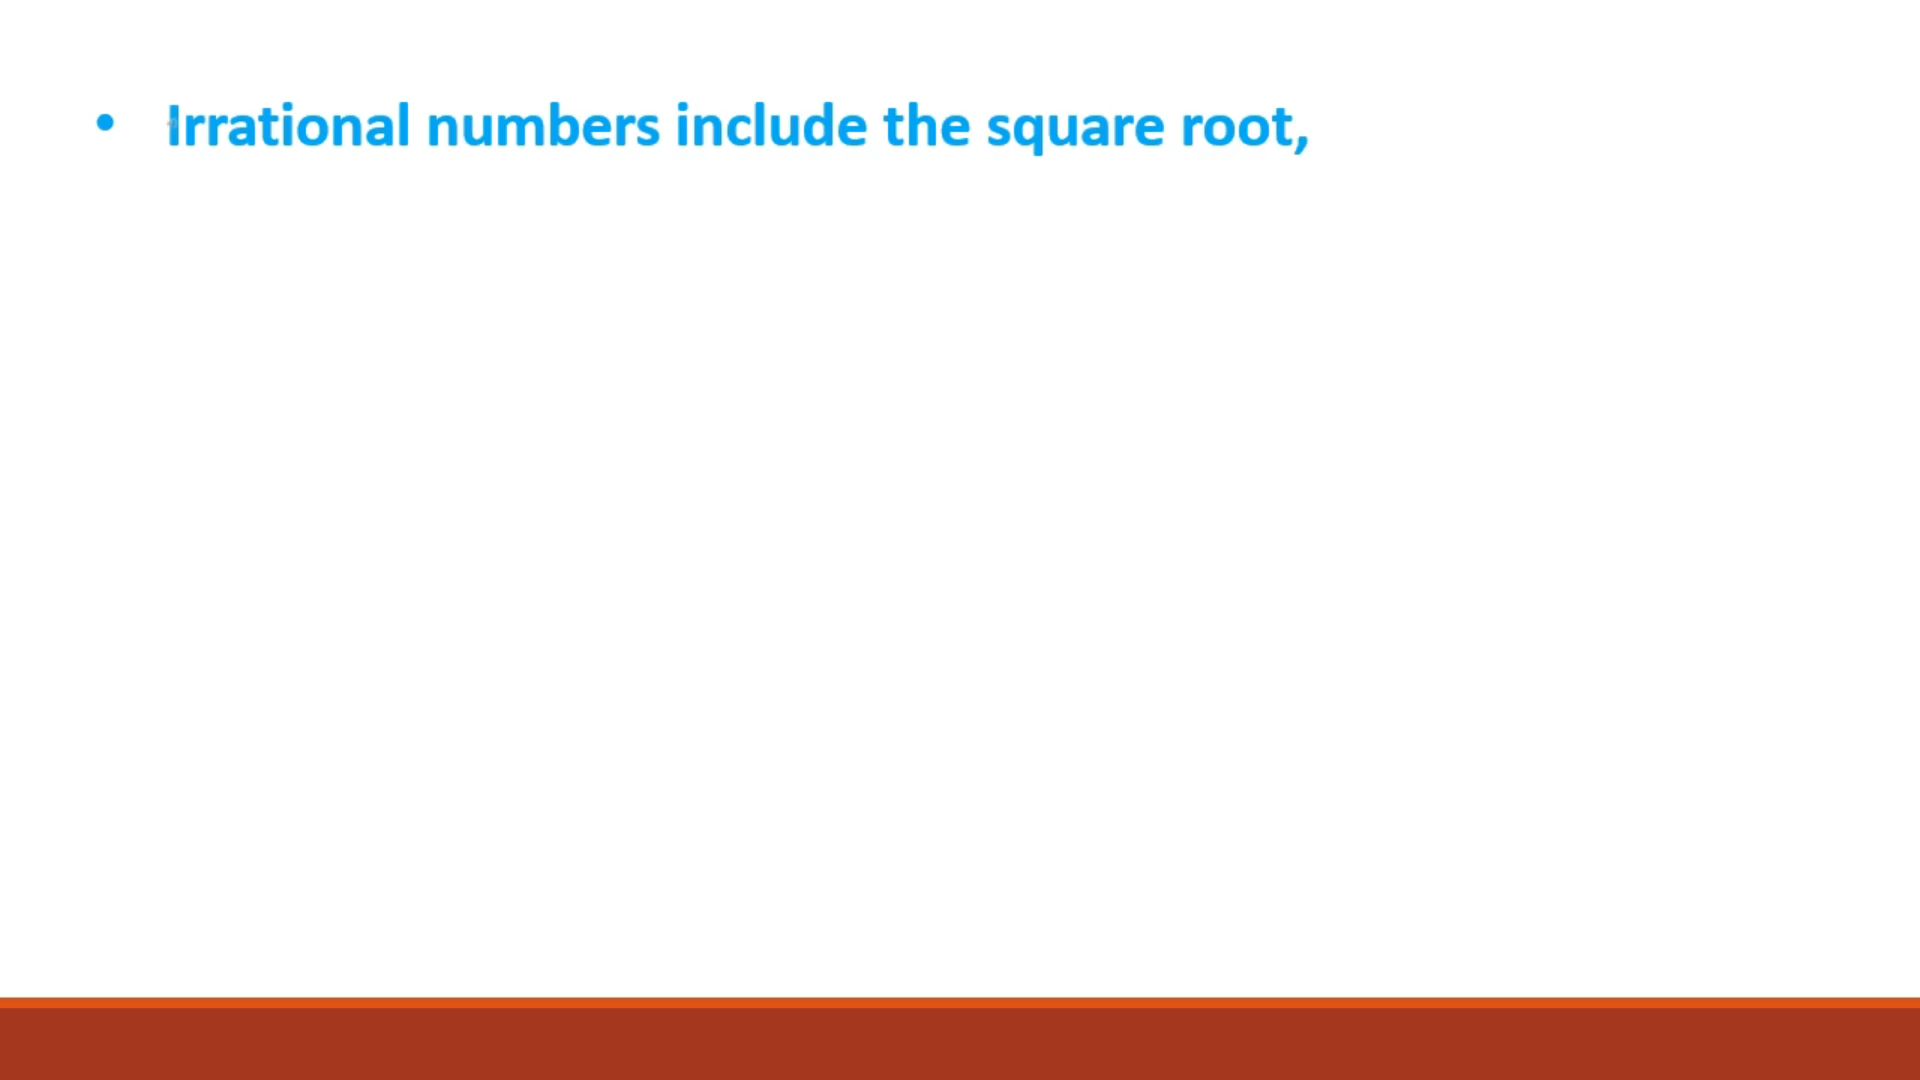 • Irrational numbers include the square root,